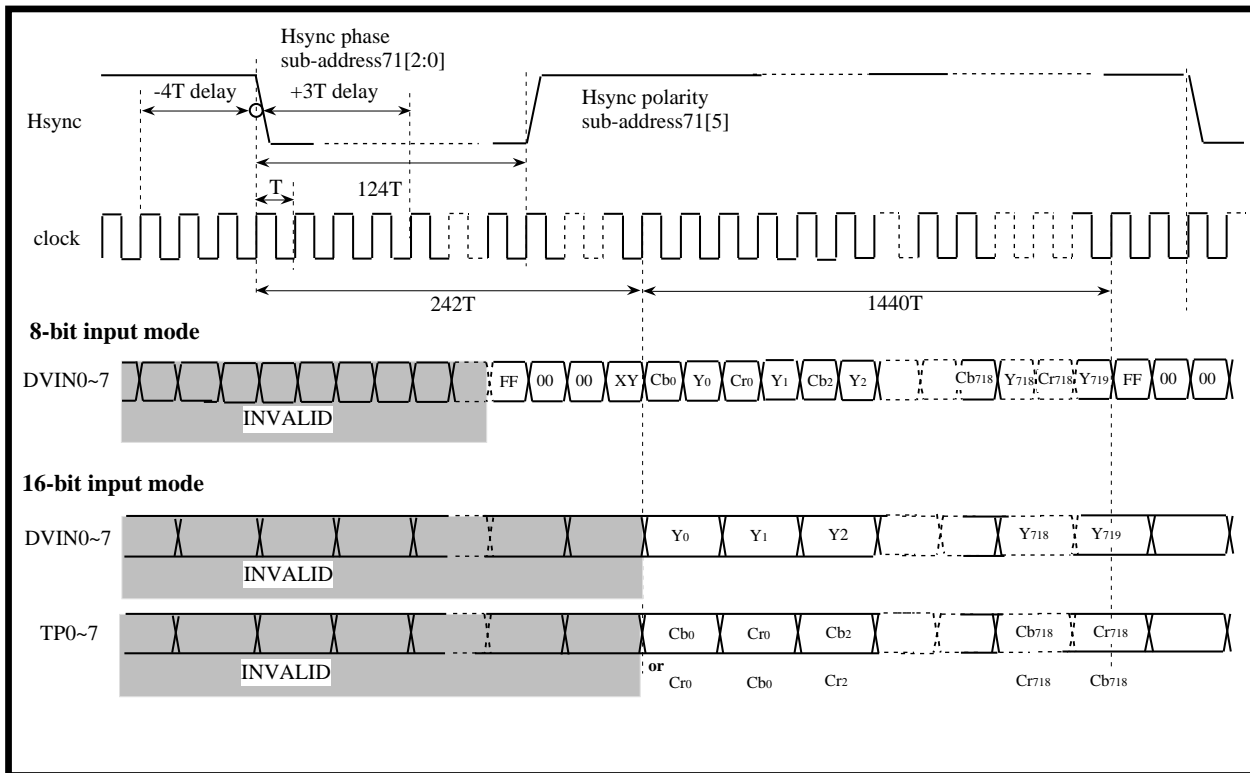 Hsync phase
sub-address71[2:0]
-4T delay +3T delay
Hsync polarity
sub-address71[5]
Hsync
T
124T
clock
242T 1440T
8-bit input mode
DVIN0~7 FF 00 00 XY Cb0 Y0 Cr0 Y1 Cb2 Y2 Cb718 Y718 Cr718 Y719 FF 00 00
INVALID
16-bit input mode
DVIN0~7 Y0 Y1 Y2 Y718 Y719
INVALID
TP0~7 Cb0 Cr0 Cb2 Cb718 Cr718
INVALID or
Cr0 Cb0 Cr2 Cr718 Cb718